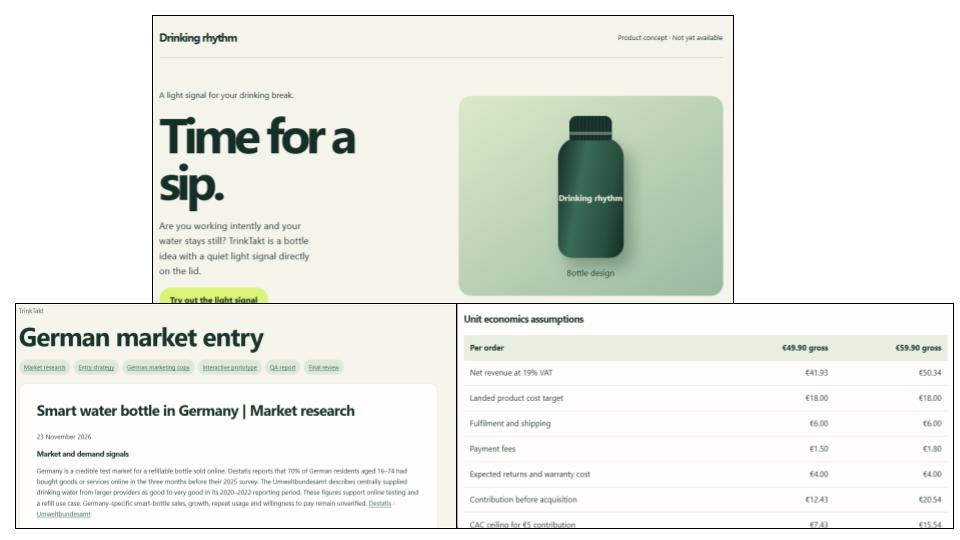 Drinking rhythm
Product concept · Not yet available
A light signal for your drinking break.
Time for a
sip.
Are you working intently and your
water stays still? TrinkTakt is a bottle
idea with a quiet light signal directly
on the lid.
Try out the light signal
Drinking rhythm
Bottle design
TrinkTakt
German market entry
Market research
Entry strategy
German marketing copy
Interactive prototype
QA report
Final review
Smart water bottle in Germany | Market research
23 November 2026
Market and demand signals
Germany is a credible test market for a refillable bottle sold online. Destatis reports that 70% of German residents aged 16–74 had
bought goods or services online in the three months before their 2025 survey. The Umweltbundesamt describes centrally supplied
drinking water from larger providers as good to very good in its 2020–2022 reporting period. These figures support online testing and
a refill use case. Germany-specific smart-bottle sales, growth, repeat usage and willingness to pay remain unverified. Destatis ·
Umweltbundesamt
Unit economics assumptions
Per order €49.90 gross €59.90 gross
Net revenue at 19% VAT €41.93 €50.34
Landed product cost target €18.00 €18.00
Fulfilment and shipping €6.00 €6.00
Payment fees €1.50 €1.80
Expected returns and warranty cost €4.00 €4.00
Contribution before acquisition €12.43 €20.54
CAC ceiling for €5 contribution €7.43 €15.54